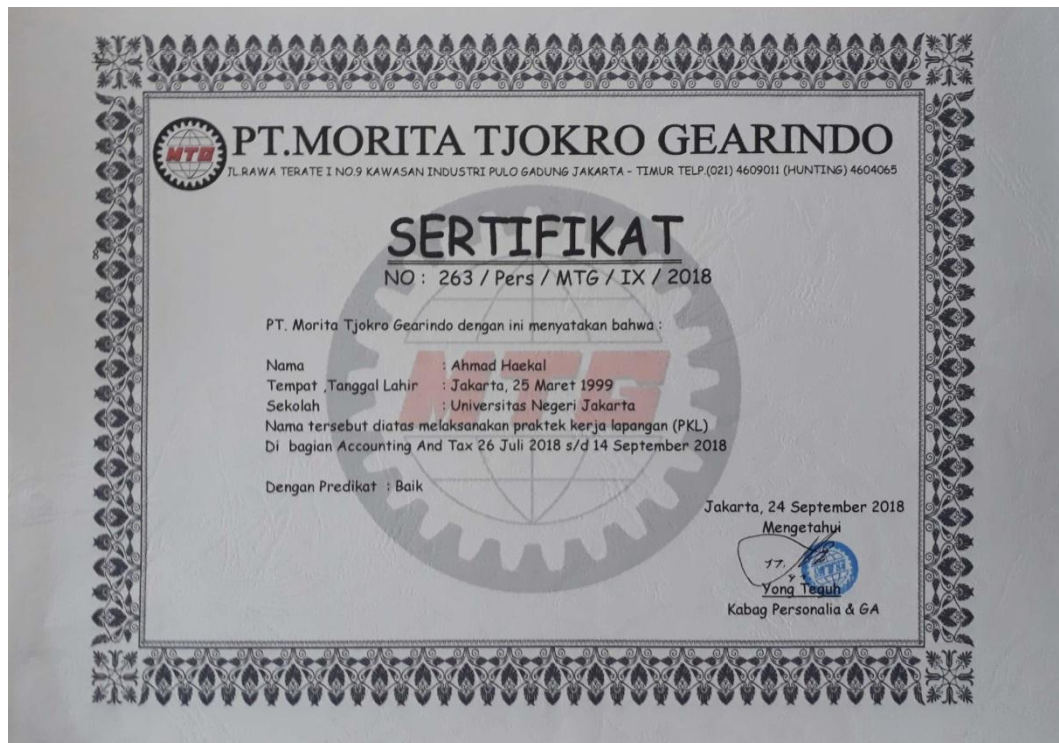 MTG
PT.MORITA TJOKRO GEARINDO
JL.RAWA TERATE I NO.9 KAWASAN INDUSTRI PULO GADUNG JAKARTA - TIMUR TELP.(021) 4609011 (HUNTING) 4604065
SERTIFIKAT
NO : 263 / Pers / MTG / IX / 2018
PT. Morita Tjokro Gearindo dengan ini menyatakan bahwa :
MTG
Nama : Ahmad Haekal
Tempat ,Tanggal Lahir : Jakarta, 25 Maret 1999
Sekolah : Universitas Negeri Jakarta
Nama tersebut diatas melaksanakan praktek kerja lapangan (PKL)
Di bagian Accounting And Tax 26 Juli 2018 s/d 14 September 2018
Dengan Predikat : Baik
Jakarta, 24 September 2018
Mengetahui
MTG
Yong Teguh
Kabag Personalia & GA